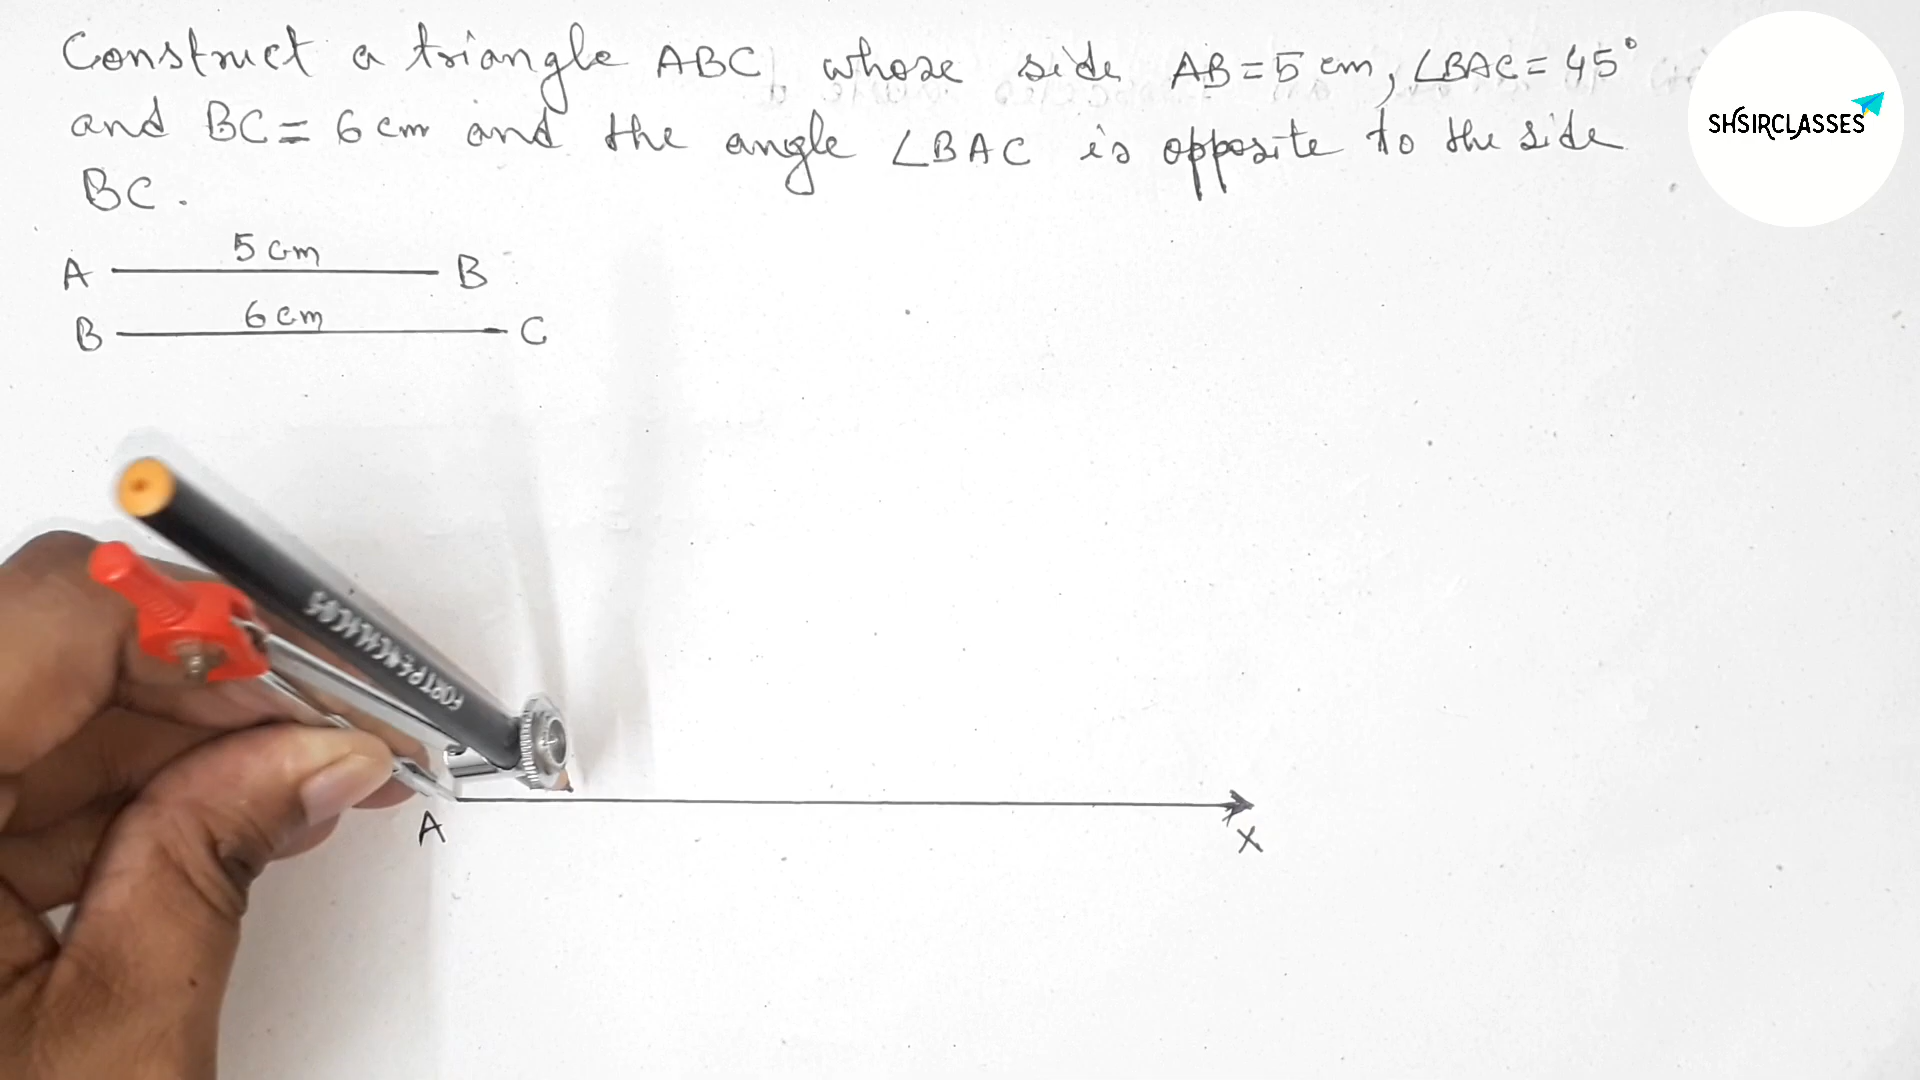 Construct a triangle ABC, whose side AB=5 cm, ∠BAC=45°
and BC=6 cm and the angle ∠BAC is opposite to the side
BC.
SHSIRCLASSES
5 cm
A B
6 cm
B C
FORTPENCIL
A
X